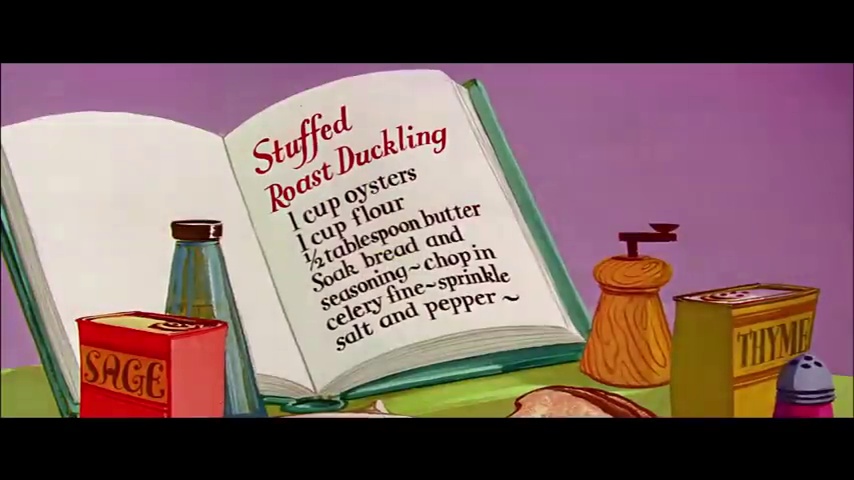 Stuffed
Roast Duckling
1 cup oysters
1 cup flour
1/2 tablespoon butter
Soak bread and
seasoning~chop in
celery fine~sprinkle
salt and pepper~
SAGE
THYME